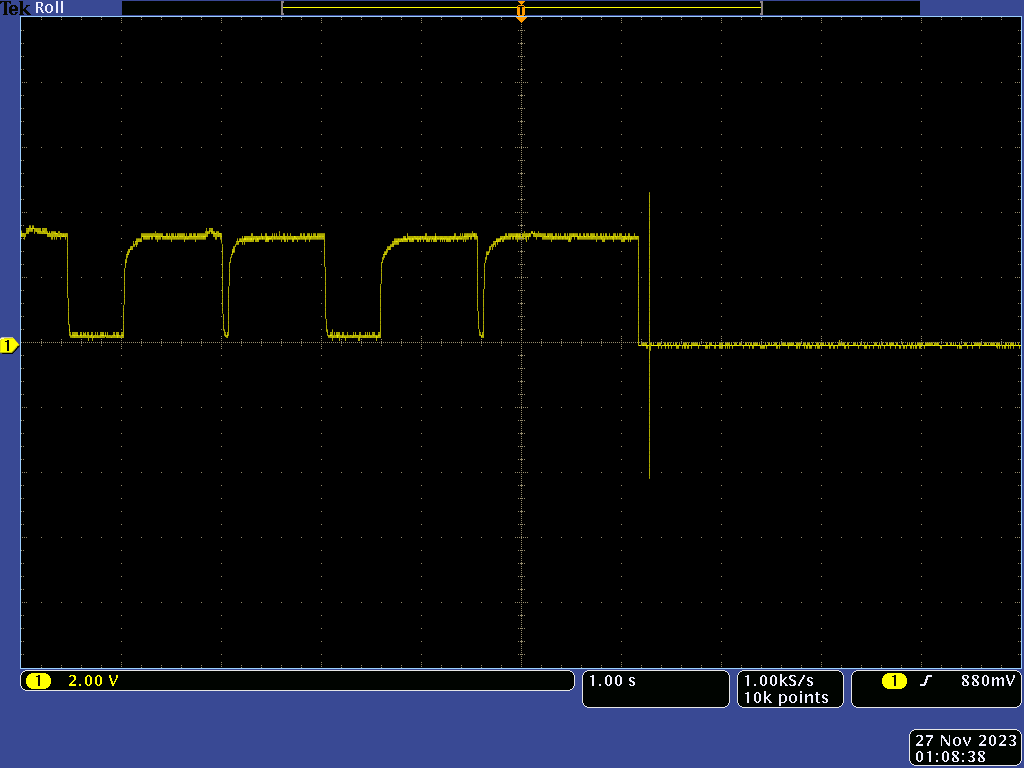 Tek Roll
T
1
1 2.00 V
1.00 s
1.00kS/s
10k points
1 880mV
27 Nov 2023
01:08:38